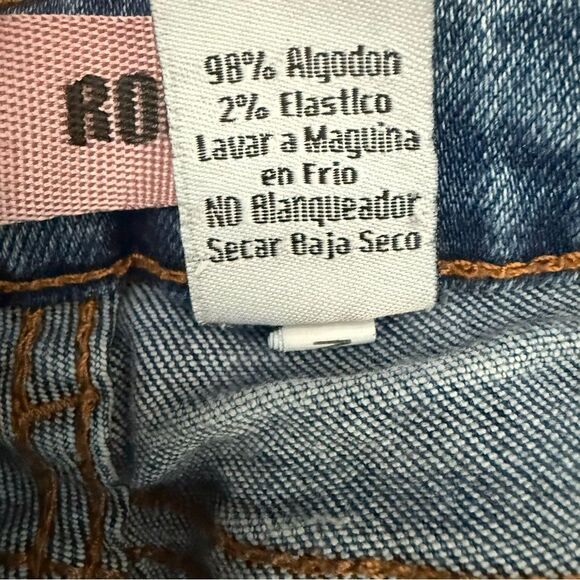 RO
98% Algodon
2% Elastico
Lavar a Maquina
en Frio
NO Blanqueador
Secar Baja Seco